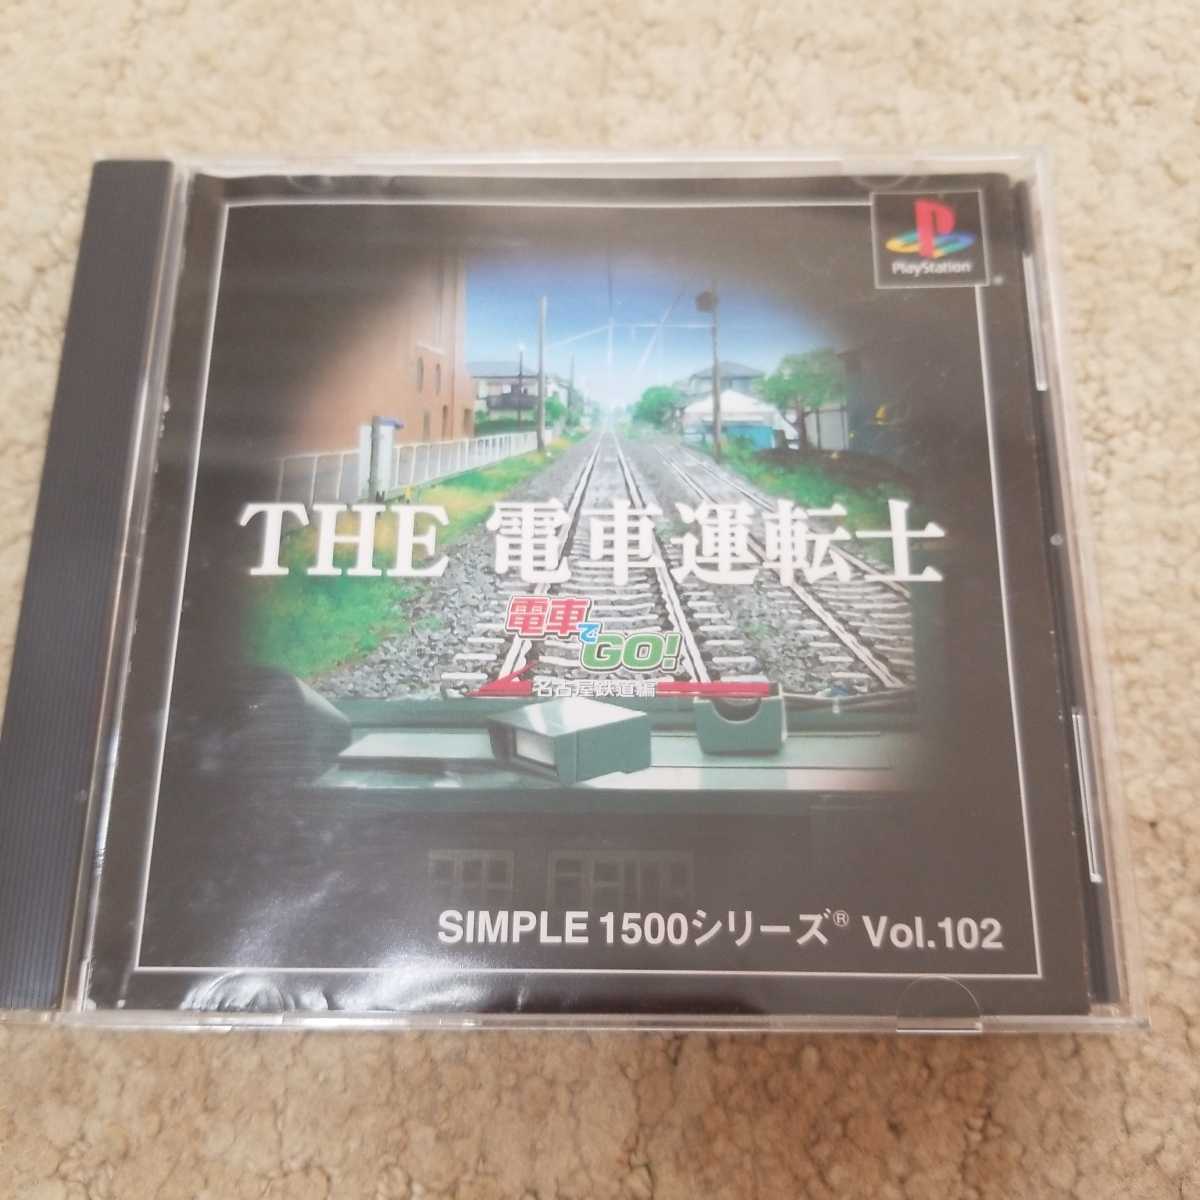 PlayStation
THE 電車運転士
電車でGO!
名古屋鉄道編
SIMPLE 1500シリーズ® Vol.102